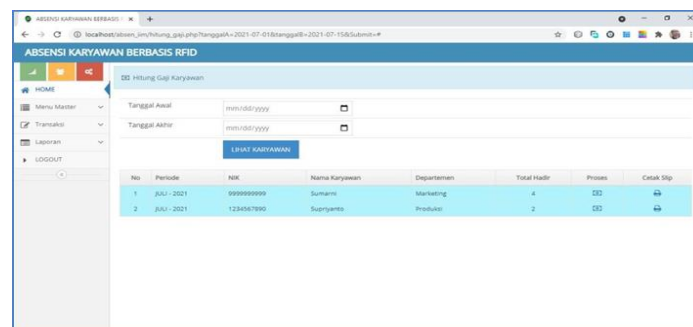 ABSENSI KARYAWAN BERBASIS
localhost/absen_iim/hitung_gaji.php?tanggalA=2021-07-01&tanggalB=2021-07-15&Submit=#
ABSENSI KARYAWAN BERBASIS RFID
HOME
Menu Master
Transaksi
Laporan
LOGOUT
Hitung Gaji Karyawan
Tanggal Awal mm/dd/yyyy
Tanggal Akhir mm/dd/yyyy
LIHAT KARYAWAN
No Periode NIK Nama Karyawan Departemen Total Hadir Proses Cetak Slip
1 JULI - 2021 9999999999 Sumarni Marketing 4
2 JULI - 2021 1234567890 Supriyanto Produksi 2